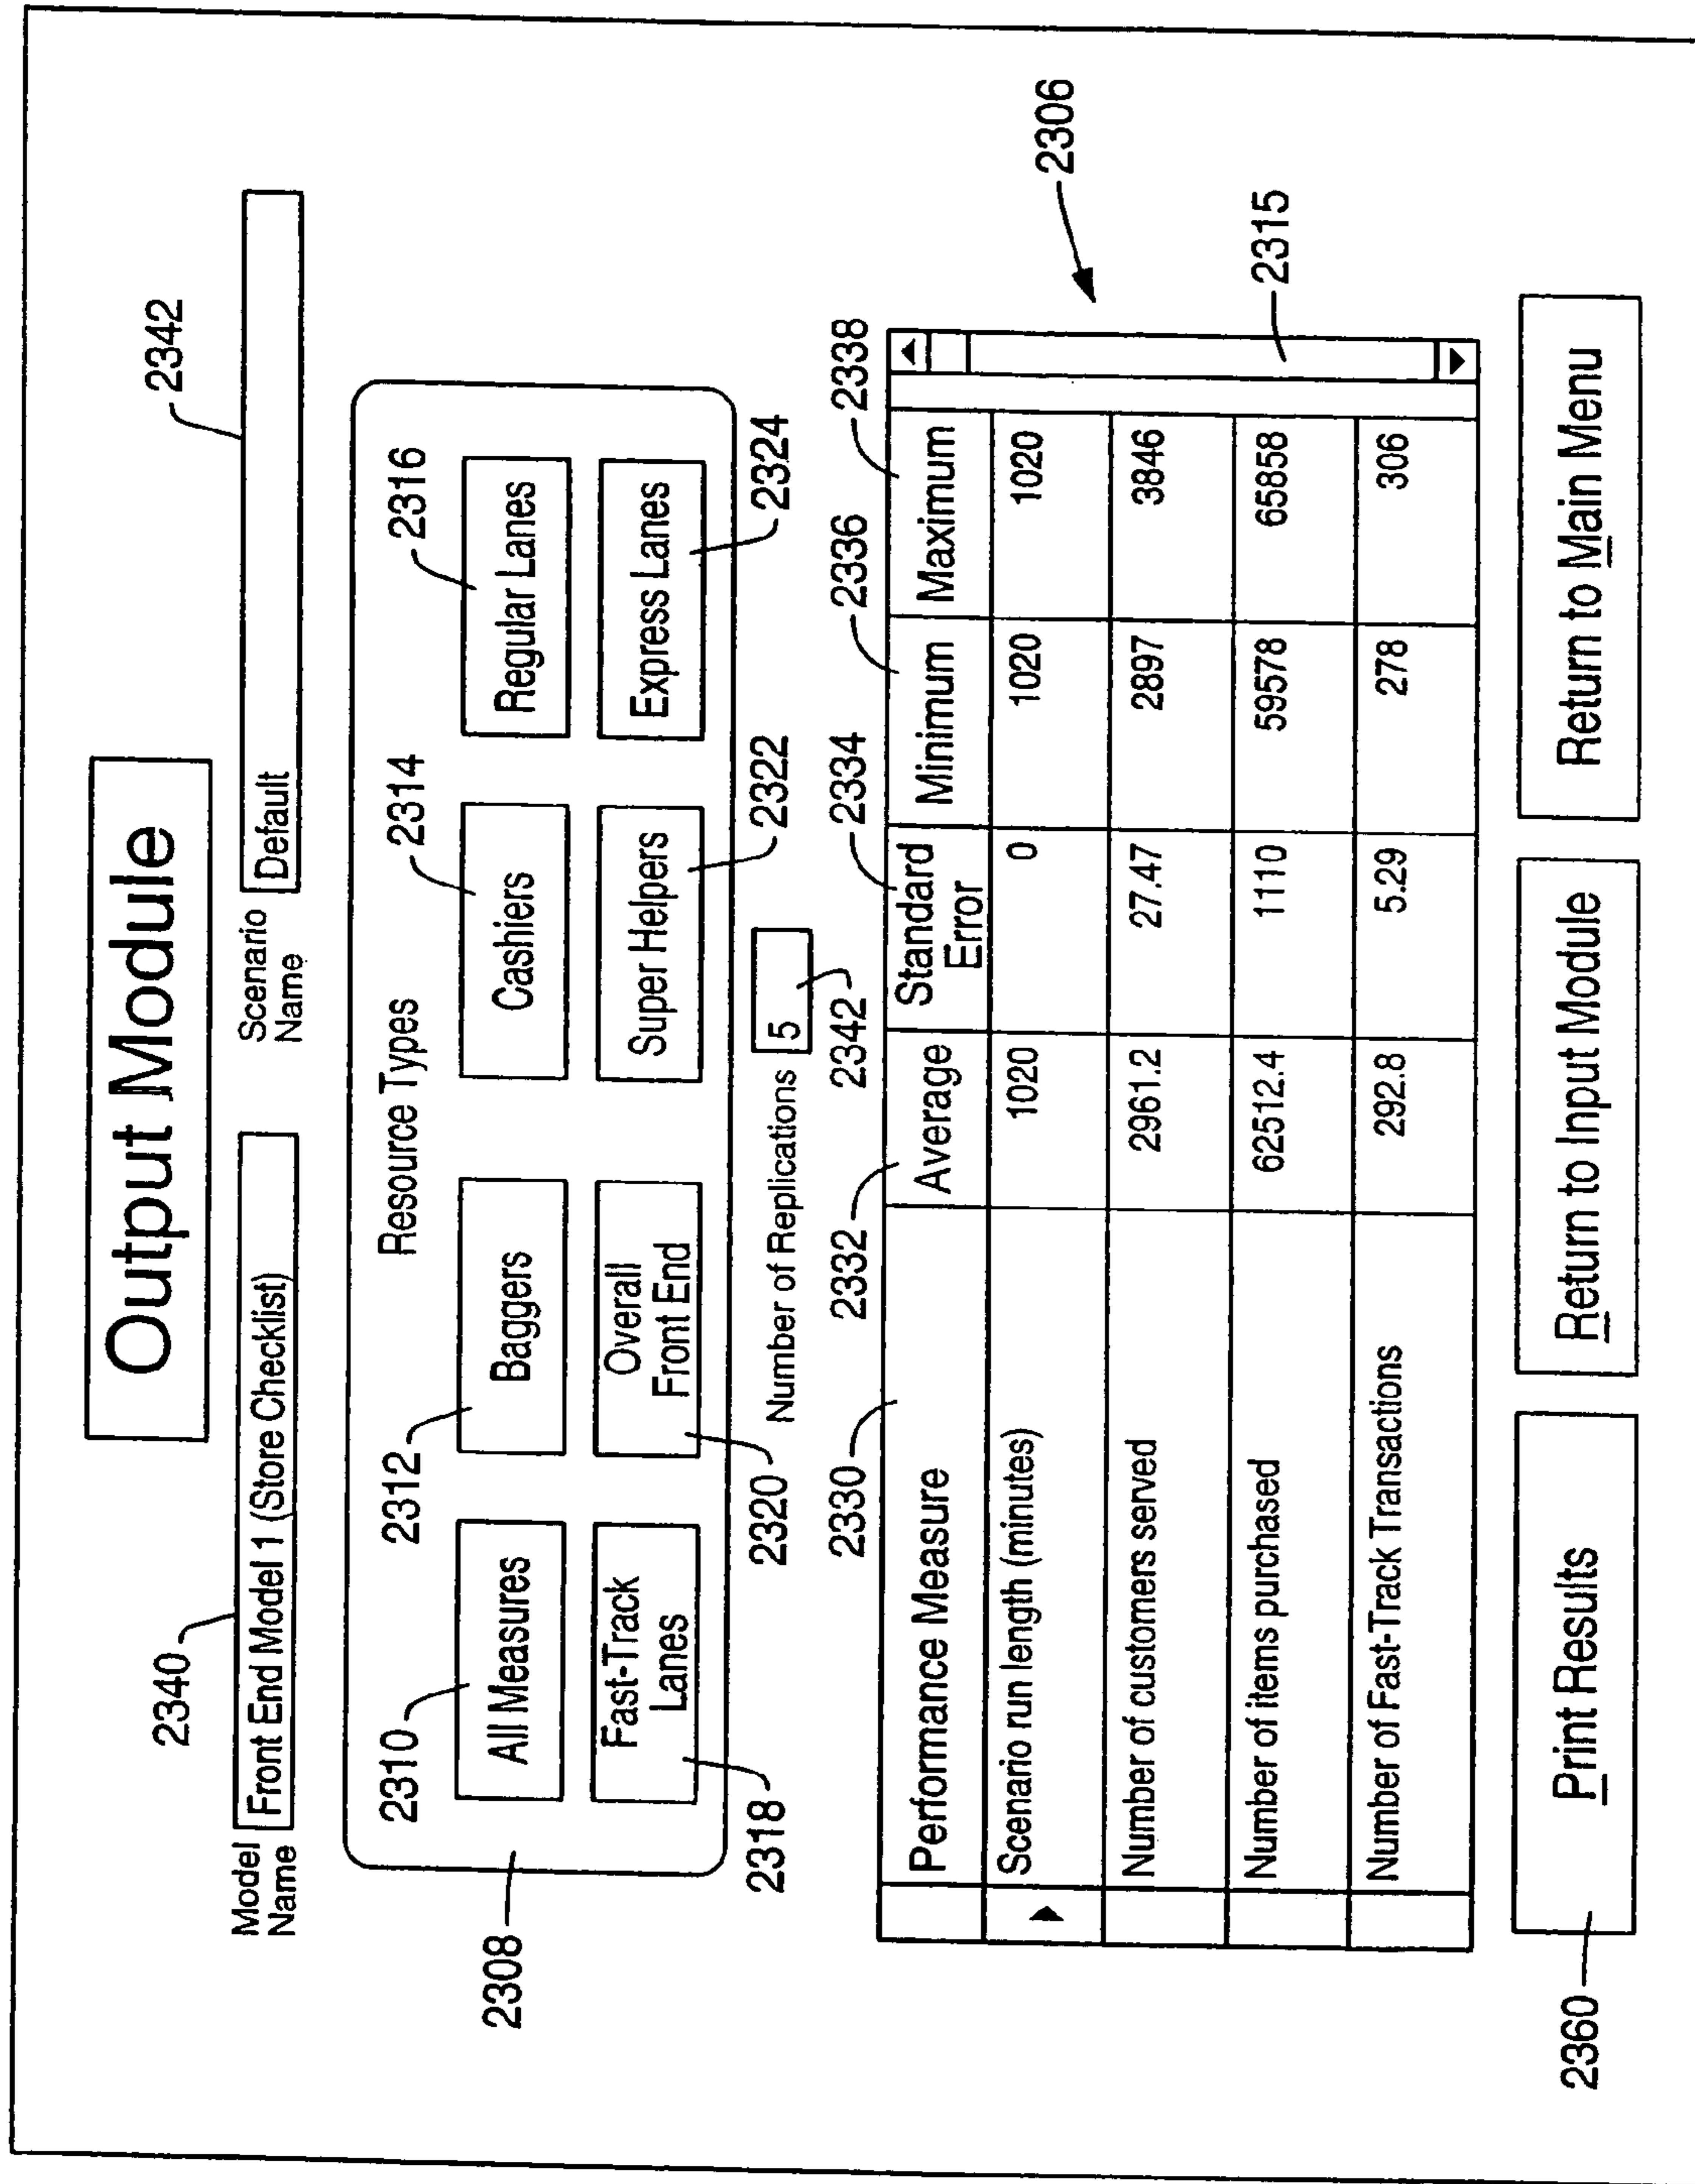 Output Module
2340
2342
Model Name
Front End Model 1 (Store Checklist)
Scenario Name
Default
Resource Types
2308
2310
2312
2314
2316
All Measures
Baggers
Cashiers
Regular Lanes
Fast-Track Lanes
Overall Front End
Super Helpers
Express Lanes
2318
2320
2322
2324
Number of Replications
5
2342
2306
2330
2332
2334
2336
2338
Performance Measure Average Standard Error Minimum Maximum
Scenario run length (minutes) 1020 0 1020 1020
Number of customers served 2961.2 27.47 2897 3846
Number of items purchased 62512.4 1110 59578 65858
Number of Fast-Track Transactions 292.8 5.29 278 306
2315
2360
Print Results
Return to Input Module
Return to Main Menu